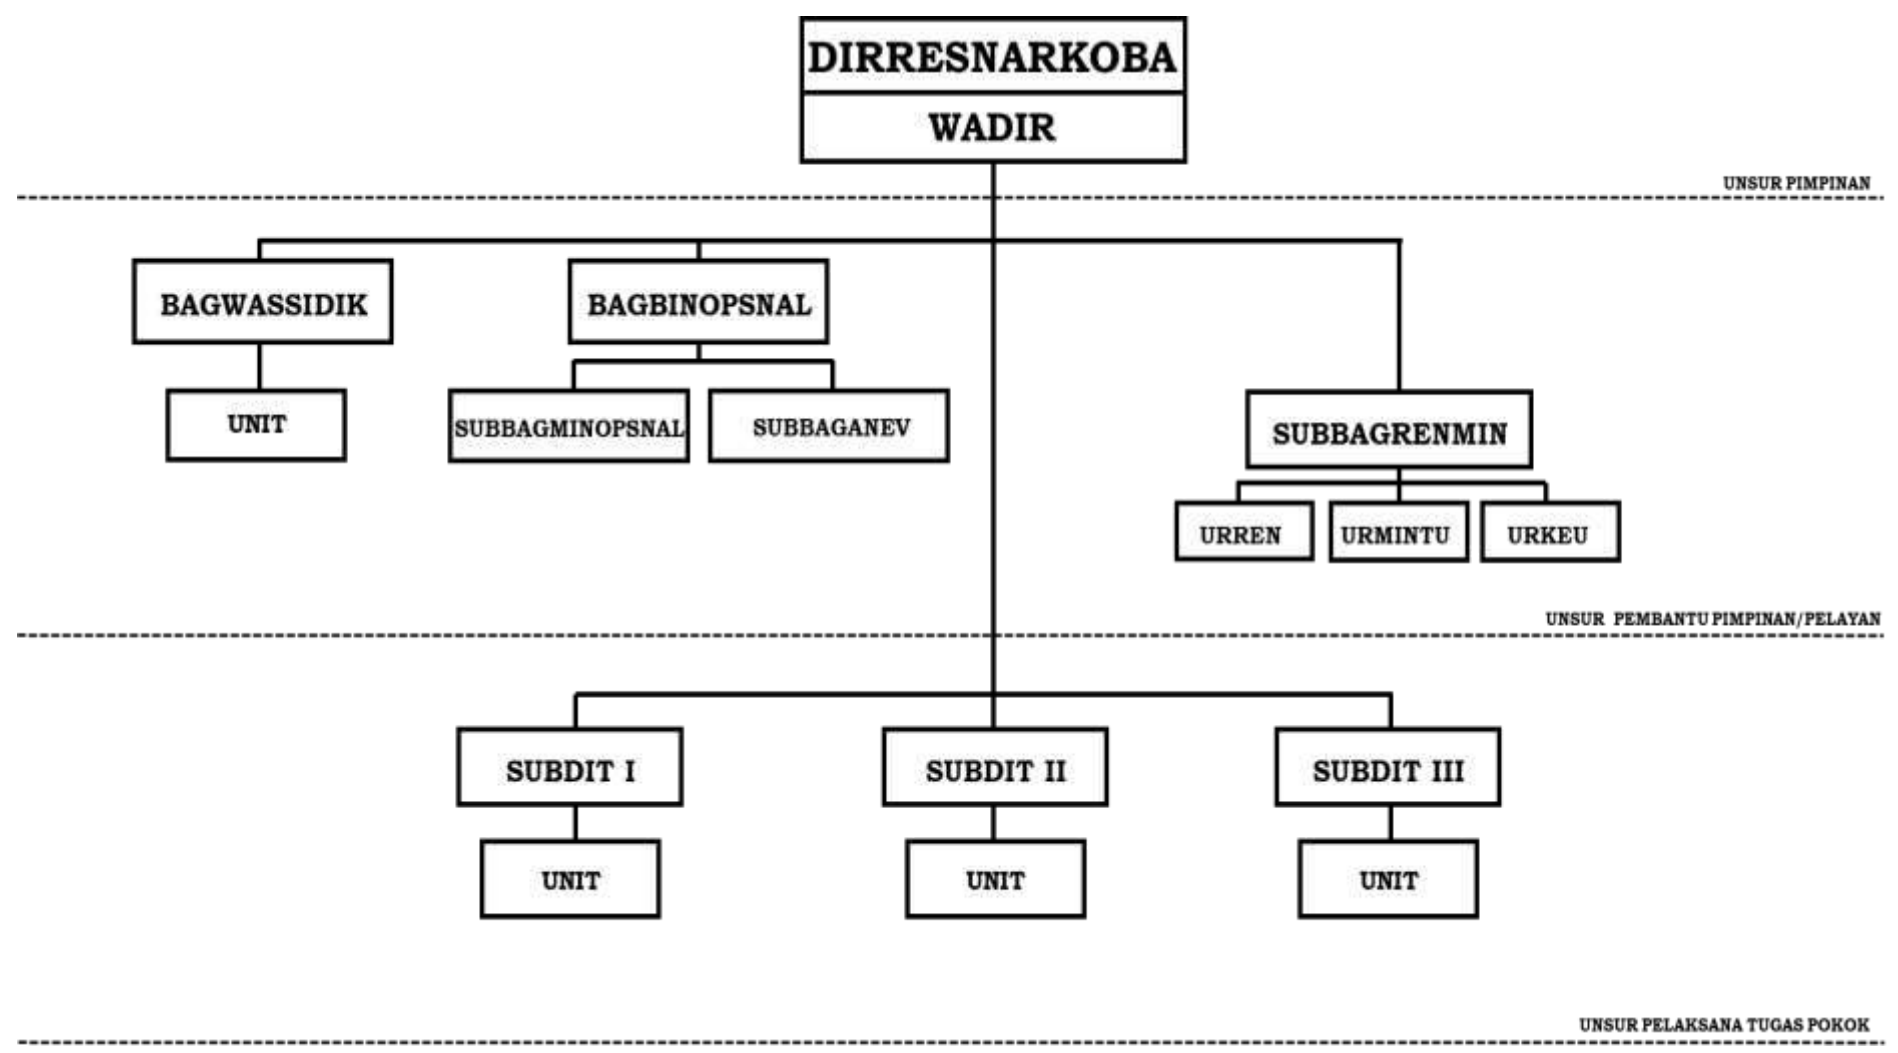 DIRRESNARKOBA
WADIR
UNSUR PIMPINAN
BAGWASSIDIK
BAGBINOPSNAL
UNIT
SUBBAGMINOPSNAL
SUBBAGANEV
SUBBAGRENMIN
URREN
URMINTU
URKEU
UNSUR PEMBANTU PIMPINAN/PELAYAN
SUBDIT I
SUBDIT II
SUBDIT III
UNIT
UNIT
UNIT
UNSUR PELAKSANA TUGAS POKOK